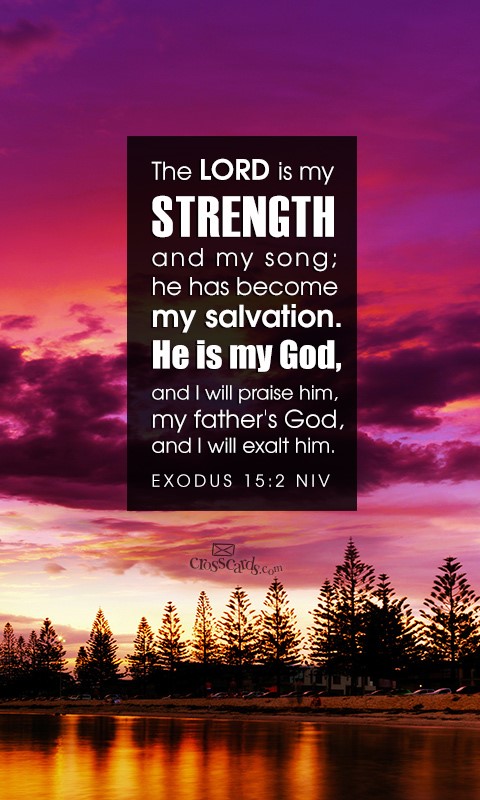 The LORD is my
STRENGTH
and my song;
he has become
my salvation.
He is my God,
and I will praise him,
my father's God,
and I will exalt him.
EXODUS 15:2 NIV
crosscards.com